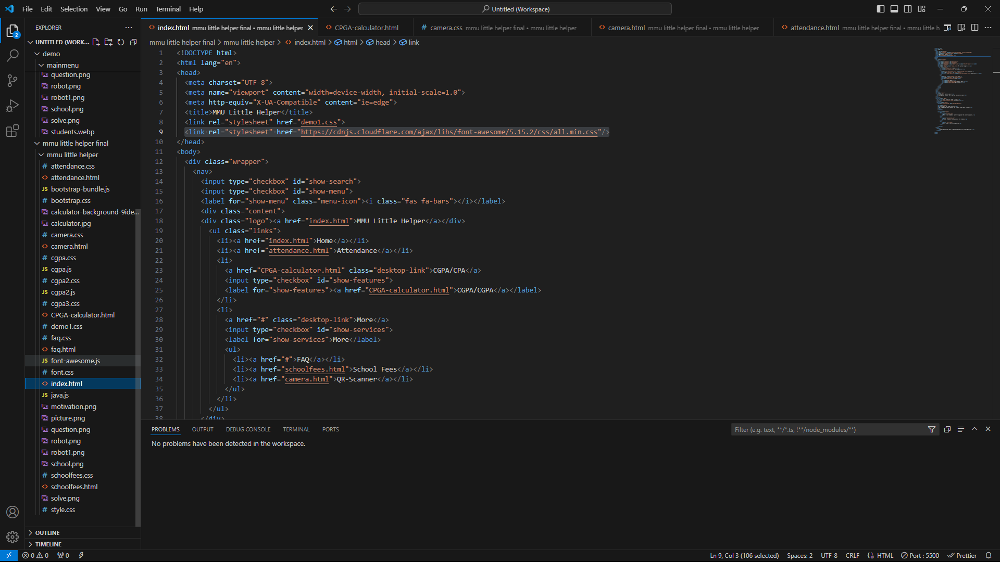 File Edit Selection View Go Run Terminal Help
Untitled (Workspace)
EXPLORER
index.html mmu little helper final • mmu little helper
CPGA-calculator.html
camera.css mmu little helper final • mmu little helper
camera.html mmu little helper final • mmu little helper
attendance.html mmu little helper final • mmu little h
2
UNTITLED (WORK...
mmu little helper final > mmu little helper > index.html > html > head > link
demo
mainmenu
question.png
robot.png
robot1.png
school.png
solve.png
students.webp
mmu little helper final
mmu little helper
# attendance.css
<> attendance.html
JS bootstrap-bundle.js
# bootstrap.css
calculator-background-9ide...
calculator.jpg
# camera.css
<> camera.html
# cgpa.css
JS cgpa.js
# cgpa2.css
JS cgpa2.js
# cgpa3.css
<> CPGA-calculator.html
# demo1.css
# faq.css
<> faq.html
JS font-awesome.js
# font.css
<> index.html
JS java.js
motivation.png
picture.png
question.png
robot.png
robot1.png
school.png
# schoolfees.css
<> schoolfees.html
solve.png
# style.css
OUTLINE
TIMELINE
1 <!DOCTYPE html>
2 <html lang="en">
3 <head>
4 <meta charset="UTF-8">
5 <meta name="viewport" content="width=device-width, initial-scale=1.0">
6 <meta http-equiv="X-UA-Compatible" content="ie=edge">
7 <title>MMU Little Helper</title>
8 <link rel="stylesheet" href="demo1.css">
9 <link rel="stylesheet" href="https://cdnjs.cloudflare.com/ajax/libs/font-awesome/5.15.2/css/all.min.css"/>
10 </head>
11 <body>
12 <div class="wrapper">
13 <nav>
14 <input type="checkbox" id="show-search">
15 <input type="checkbox" id="show-menu">
16 <label for="show-menu" class="menu-icon"><i class="fas fa-bars"></i></label>
17 <div class="content">
18 <div class="logo"><a href="index.html">MMU Little Helper</a></div>
19 <ul class="links">
20 <li><a href="index.html">Home</a></li>
21 <li><a href="attendance.html">Attendance</a></li>
22 <li>
23 <a href="CPGA-calculator.html" class="desktop-link">CGPA/CPA</a>
24 <input type="checkbox" id="show-features">
25 <label for="show-features"><a href="CPGA-calculator.html">CGPA/CGPA</a></label>
26 </li>
27 <li>
28 <a href="#" class="desktop-link">More</a>
29 <input type="checkbox" id="show-services">
30 <label for="show-services">More</label>
31 <ul>
32 <li><a href="#">FAQ</a></li>
33 <li><a href="schoolfees.html">School Fees</a></li>
34 <li><a href="camera.html">QR-Scanner</a></li>
35 </ul>
36 </li>
37 </ul>
38 </div>
PROBLEMS OUTPUT DEBUG CONSOLE TERMINAL PORTS
Filter (e.g. text, **/*.ts, !**/node_modules/**)
No problems have been detected in the workspace.
0 0 0
Ln 9, Col 3 (106 selected) Spaces: 2 UTF-8 CRLF HTML Port : 5500 Prettier